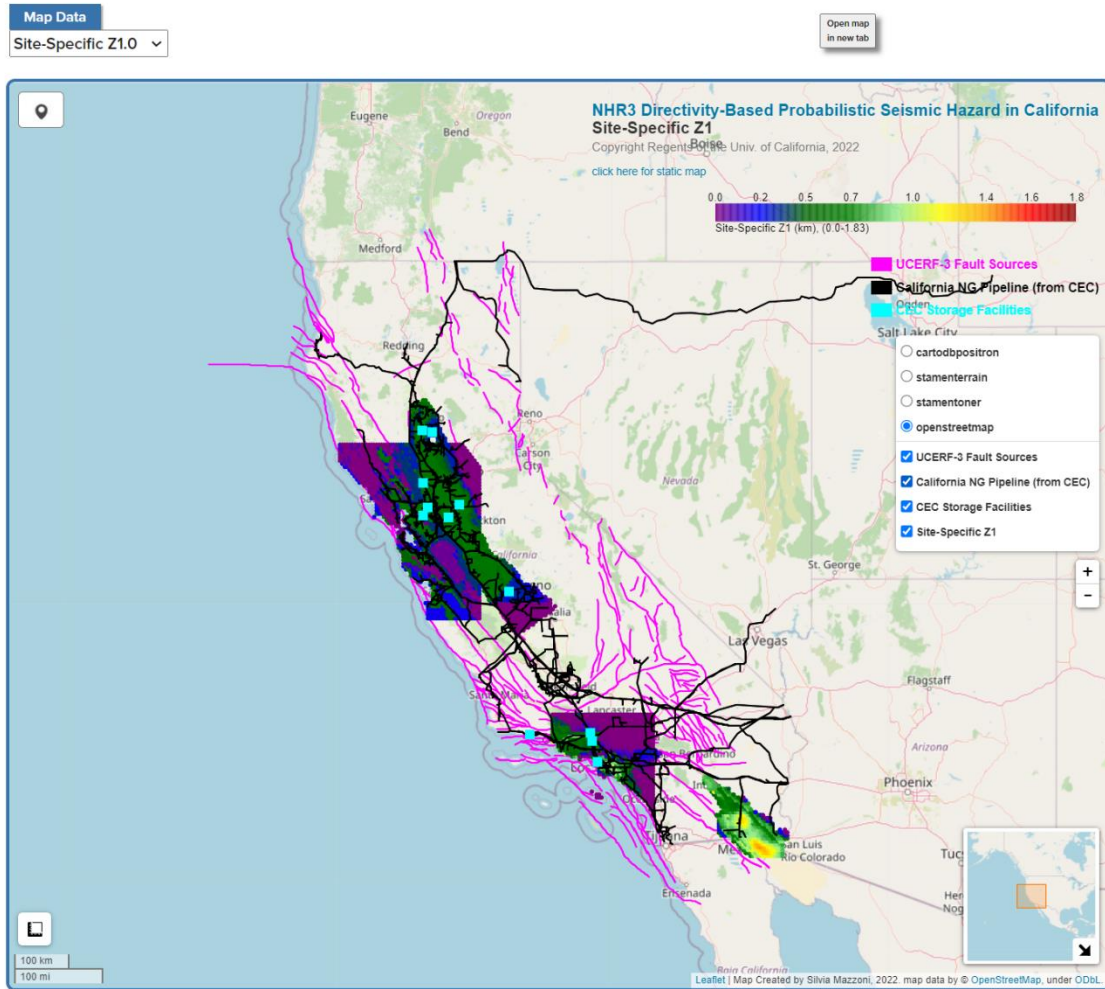 Map Data
Site-Specific Z1.0
Open map
in new tab
NHR3 Directivity-Based Probabilistic Seismic Hazard in California
Site-Specific Z1
Copyright Regents of the Univ. of California, 2022
click here for static map
0.0 0.2 0.5 0.7 1.0 1.4 1.6 1.8
Site-Specific Z1 (km), (0.0-1.83)
UCERF-3 Fault Sources
California NG Pipeline (from CEC)
CEC Storage Facilities
cartodbpositron
stamenterrain
stamentoner
openstreetmap
UCERF-3 Fault Sources
California NG Pipeline (from CEC)
CEC Storage Facilities
Site-Specific Z1
+
−
Eugene
Oregon
Bend
Boise
Medford
Ogden
Salt Lake City
Redding
Reno
Carson
City
Nevada
California
St. George
Las Vegas
Flagstaff
Lancaster
Arizona
Phoenix
San Luis
Río Colorado
Tijuana
Ensenada
Baja California
100 km
100 mi
Leaflet | Map Created by Silvia Mazzoni, 2022. map data by © OpenStreetMap, under ODbL.